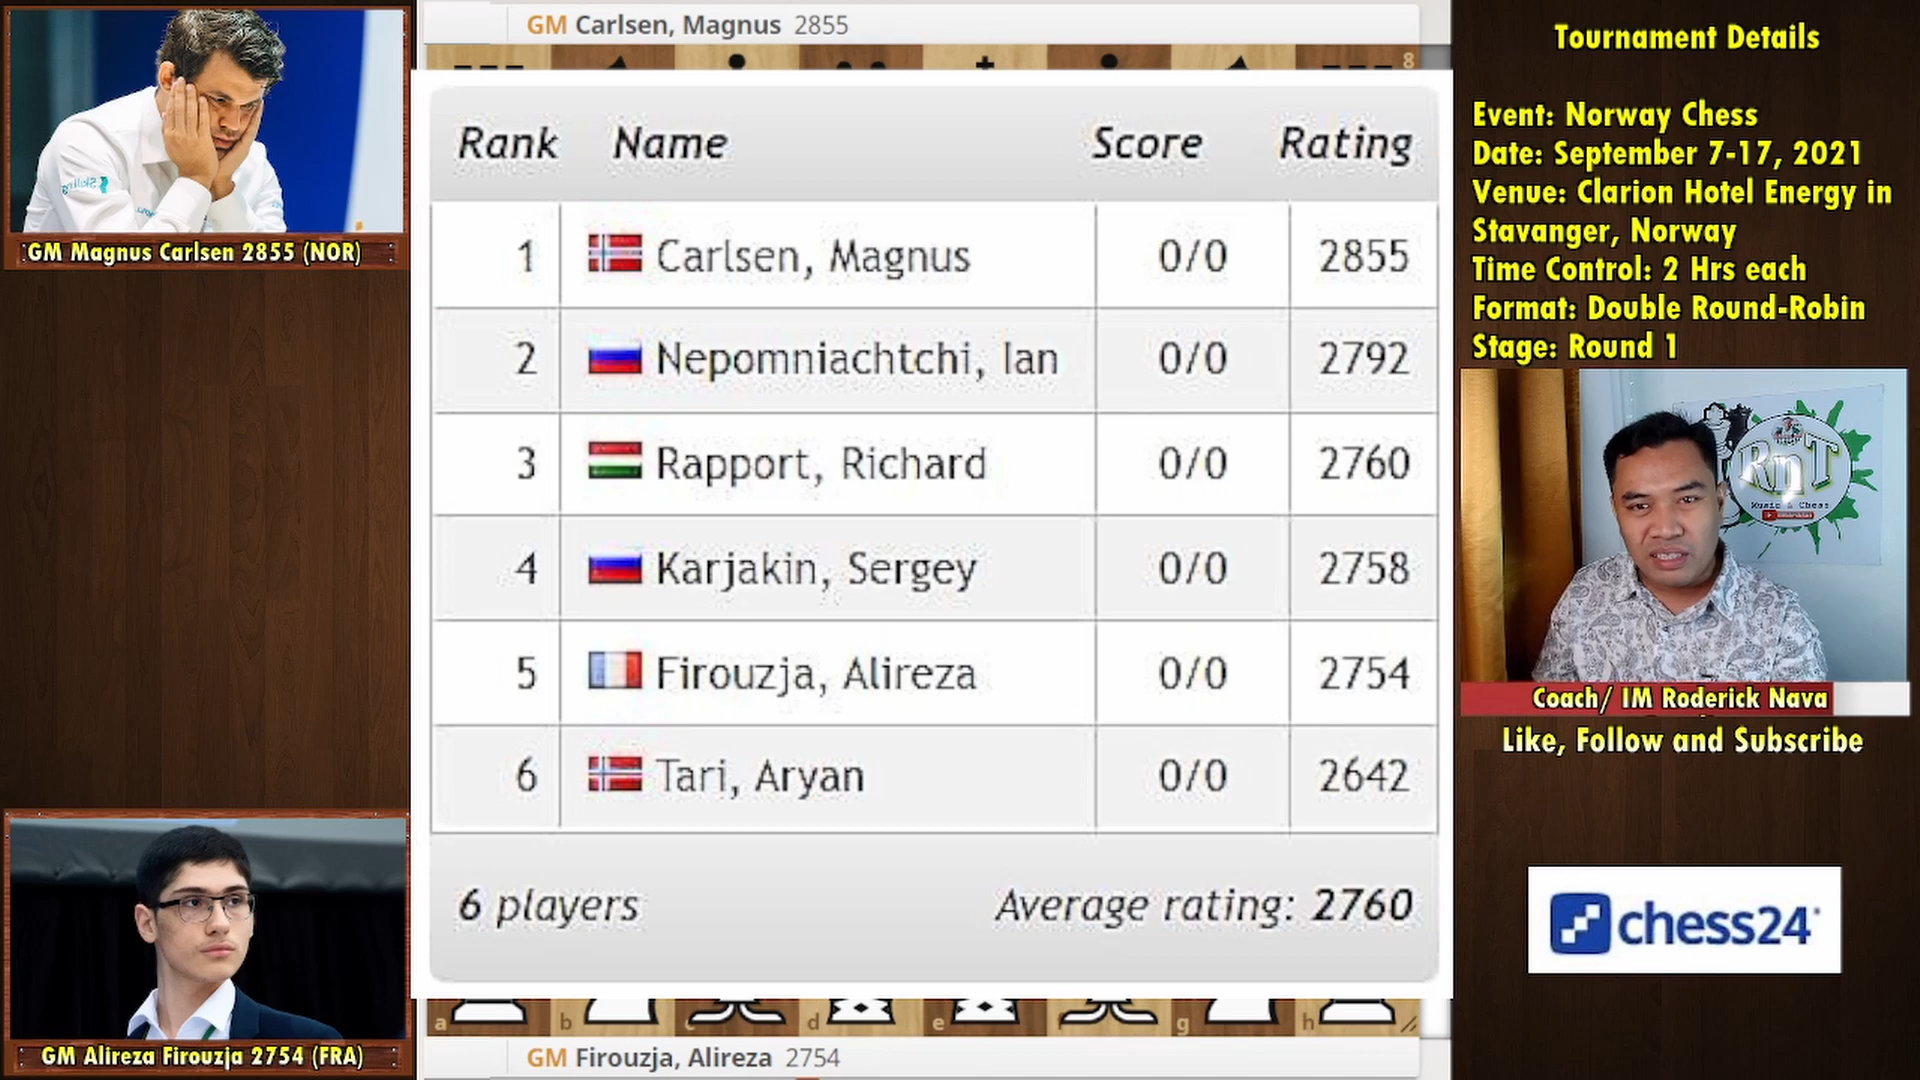 GM Carlsen, Magnus 2855
8
GM Magnus Carlsen 2855 (NOR)
Rank Name Score Rating
1 Carlsen, Magnus 0/0 2855
2 Nepomniachtchi, Ian 0/0 2792
3 Rapport, Richard 0/0 2760
4 Karjakin, Sergey 0/0 2758
5 Firouzja, Alireza 0/0 2754
6 Tari, Aryan 0/0 2642
6 players Average rating: 2760
a b c d e f g h
GM Firouzja, Alireza 2754
GM Alireza Firouzja 2754 (FRA)
Tournament Details
Event: Norway Chess
Date: September 7-17, 2021
Venue: Clarion Hotel Energy in
Stavanger, Norway
Time Control: 2 Hrs each
Format: Double Round-Robin
Stage: Round 1
RnT
Music & Chess
Coach/ IM Roderick Nava
Like, Follow and Subscribe
chess24